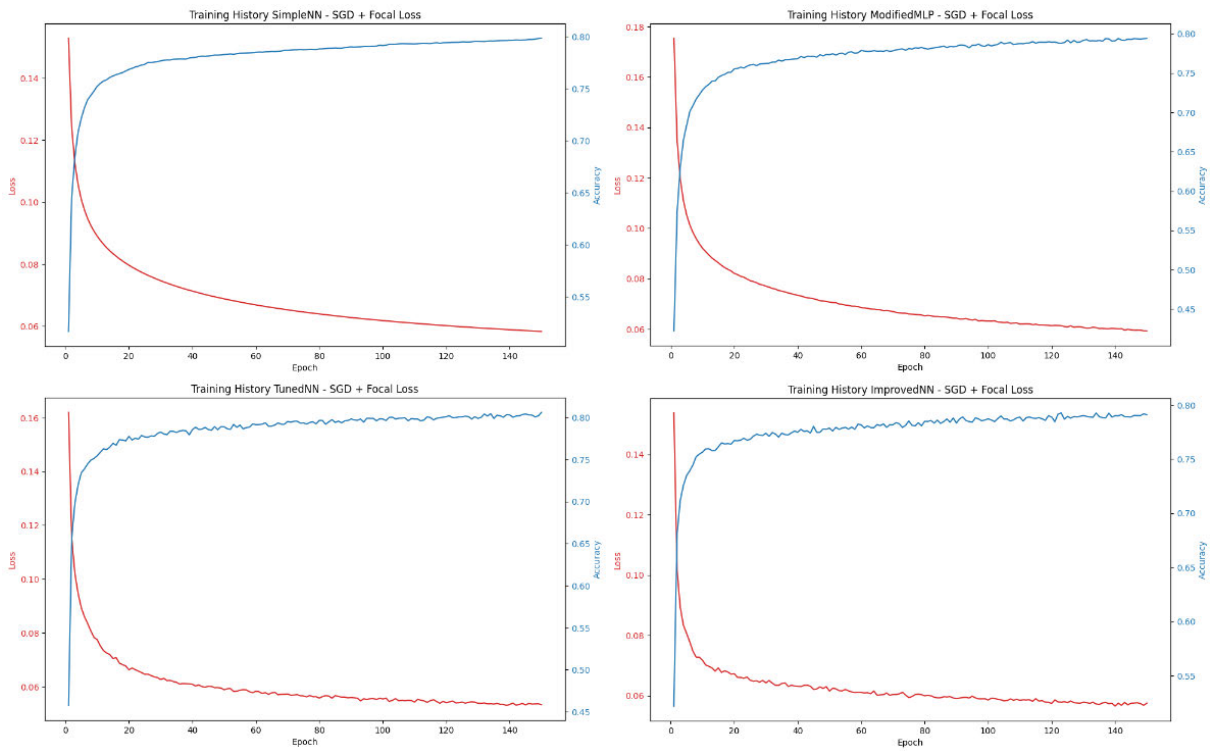 Training History SimpleNN - SGD + Focal Loss
0.14
0.12
0.10
0.08
0.06
Loss
0.80
0.75
0.70
0.65
0.60
0.55
Accuracy
0 20 40 60 80 100 120 140
Epoch
Training History ModifiedMLP - SGD + Focal Loss
0.18
0.16
0.14
0.12
0.10
0.08
0.06
Loss
0.80
0.75
0.70
0.65
0.60
0.55
0.50
0.45
Accuracy
0 20 40 60 80 100 120 140
Epoch
Training History TunedNN - SGD + Focal Loss
0.16
0.14
0.12
0.10
0.08
0.06
Loss
0.80
0.75
0.70
0.65
0.60
0.55
0.50
0.45
Accuracy
0 20 40 60 80 100 120 140
Epoch
Training History ImprovedNN - SGD + Focal Loss
0.14
0.12
0.10
0.08
0.06
Loss
0.80
0.75
0.70
0.65
0.60
0.55
Accuracy
0 20 40 60 80 100 120 140
Epoch